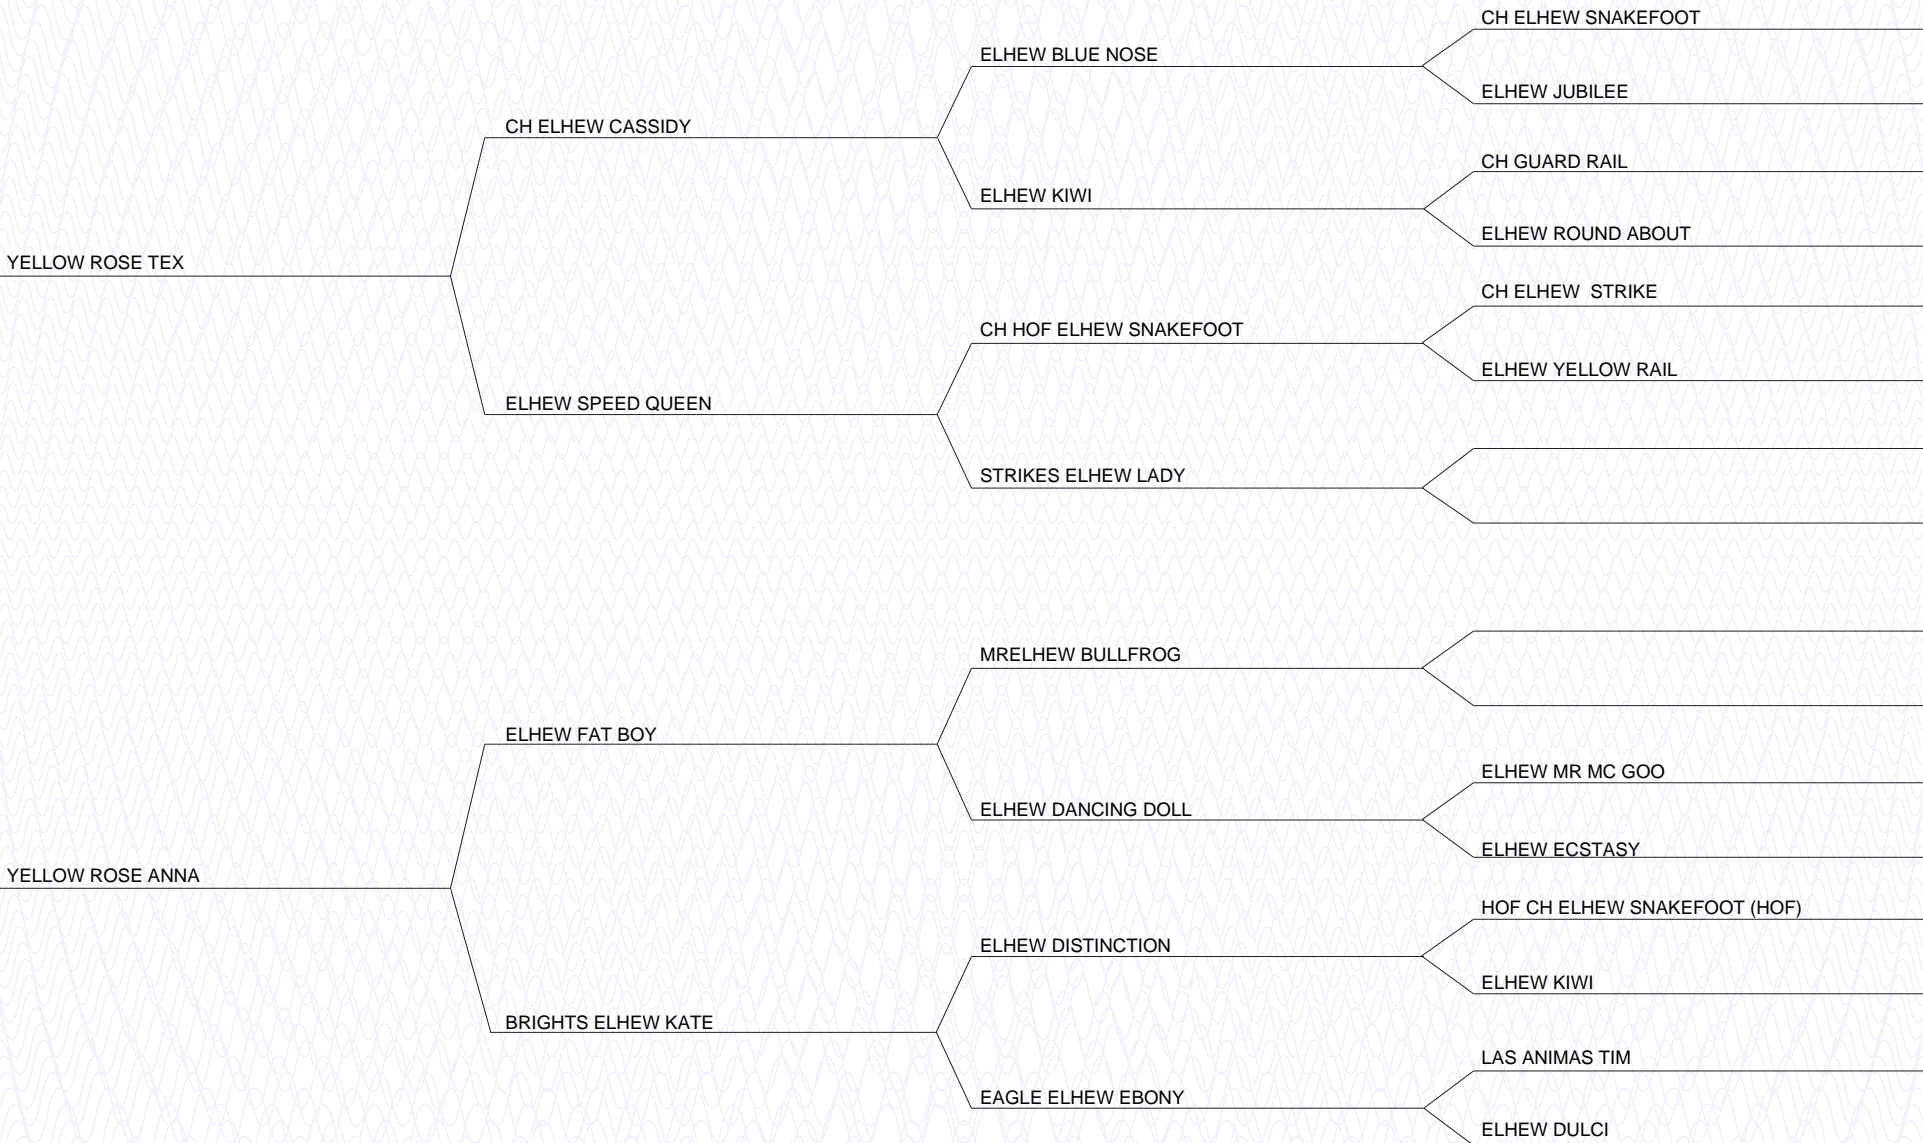 CH ELHEW SNAKEFOOT
ELHEW BLUE NOSE
ELHEW JUBILEE
CH ELHEW CASSIDY
CH GUARD RAIL
ELHEW KIWI
ELHEW ROUND ABOUT
YELLOW ROSE TEX
CH ELHEW  STRIKE
CH HOF ELHEW SNAKEFOOT
ELHEW YELLOW RAIL
ELHEW SPEED QUEEN
STRIKES ELHEW LADY
MRELHEW BULLFROG
ELHEW FAT BOY
ELHEW MR MC GOO
ELHEW DANCING DOLL
ELHEW ECSTASY
YELLOW ROSE ANNA
HOF CH ELHEW SNAKEFOOT (HOF)
ELHEW DISTINCTION
ELHEW KIWI
BRIGHTS ELHEW KATE
LAS ANIMAS TIM
EAGLE ELHEW EBONY
ELHEW DULCI